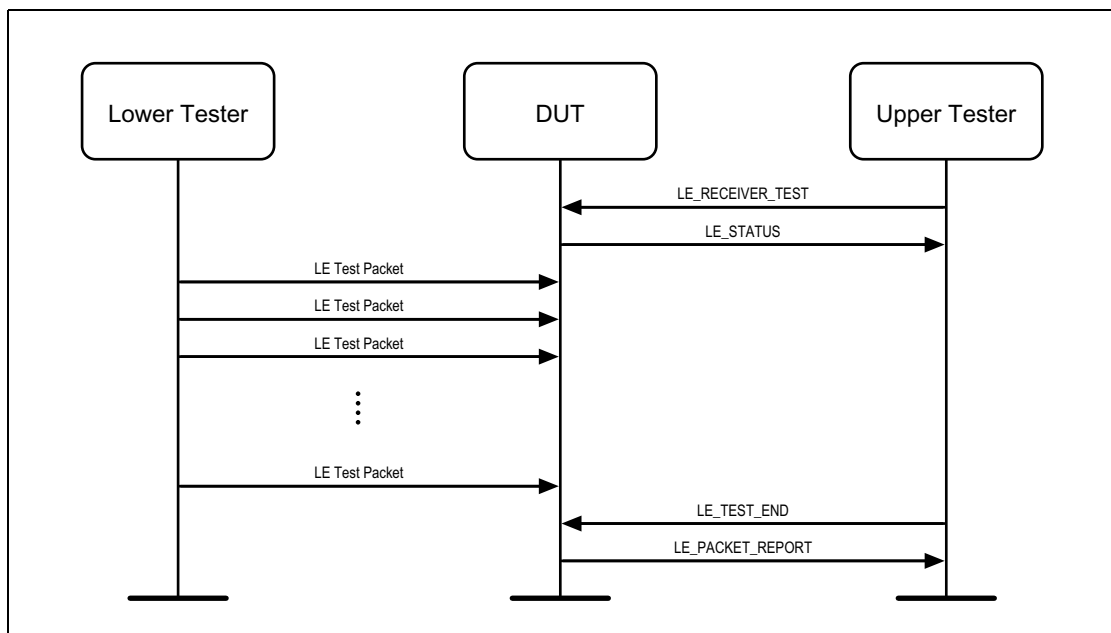 Lower Tester
DUT
Upper Tester
LE_RECEIVER_TEST
LE_STATUS
LE Test Packet
LE Test Packet
LE Test Packet
LE Test Packet
LE_TEST_END
LE_PACKET_REPORT